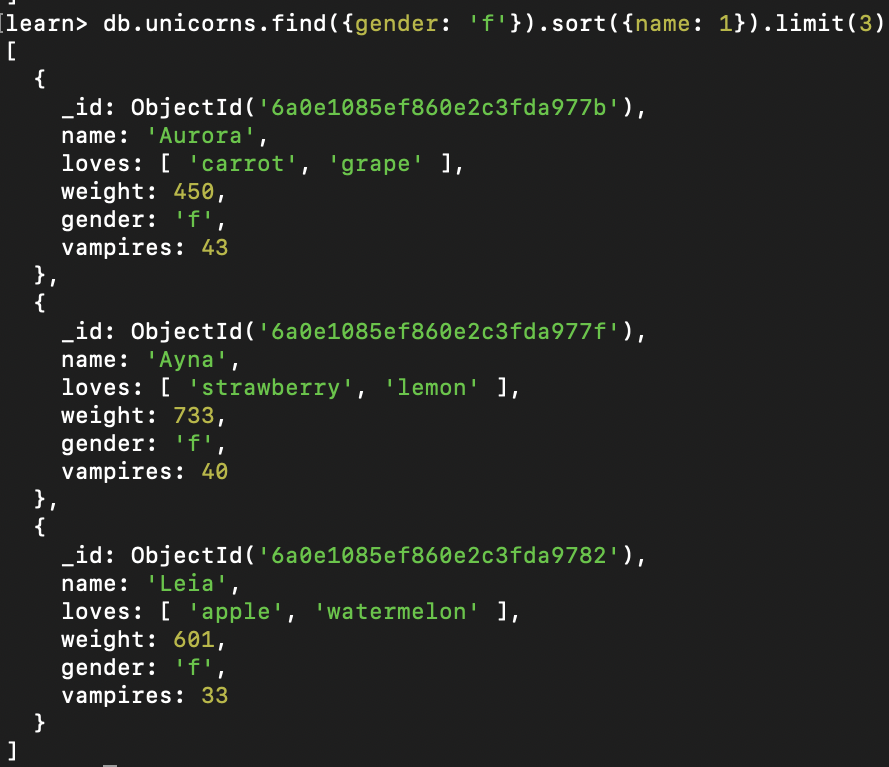 learn> db.unicorns.find({gender: 'f'}).sort({name: 1}).limit(3)
[
  {
    _id: ObjectId('6a0e1085ef860e2c3fda977b'),
    name: 'Aurora',
    loves: [ 'carrot', 'grape' ],
    weight: 450,
    gender: 'f',
    vampires: 43
  },
  {
    _id: ObjectId('6a0e1085ef860e2c3fda977f'),
    name: 'Ayna',
    loves: [ 'strawberry', 'lemon' ],
    weight: 733,
    gender: 'f',
    vampires: 40
  },
  {
    _id: ObjectId('6a0e1085ef860e2c3fda9782'),
    name: 'Leia',
    loves: [ 'apple', 'watermelon' ],
    weight: 601,
    gender: 'f',
    vampires: 33
  }
]